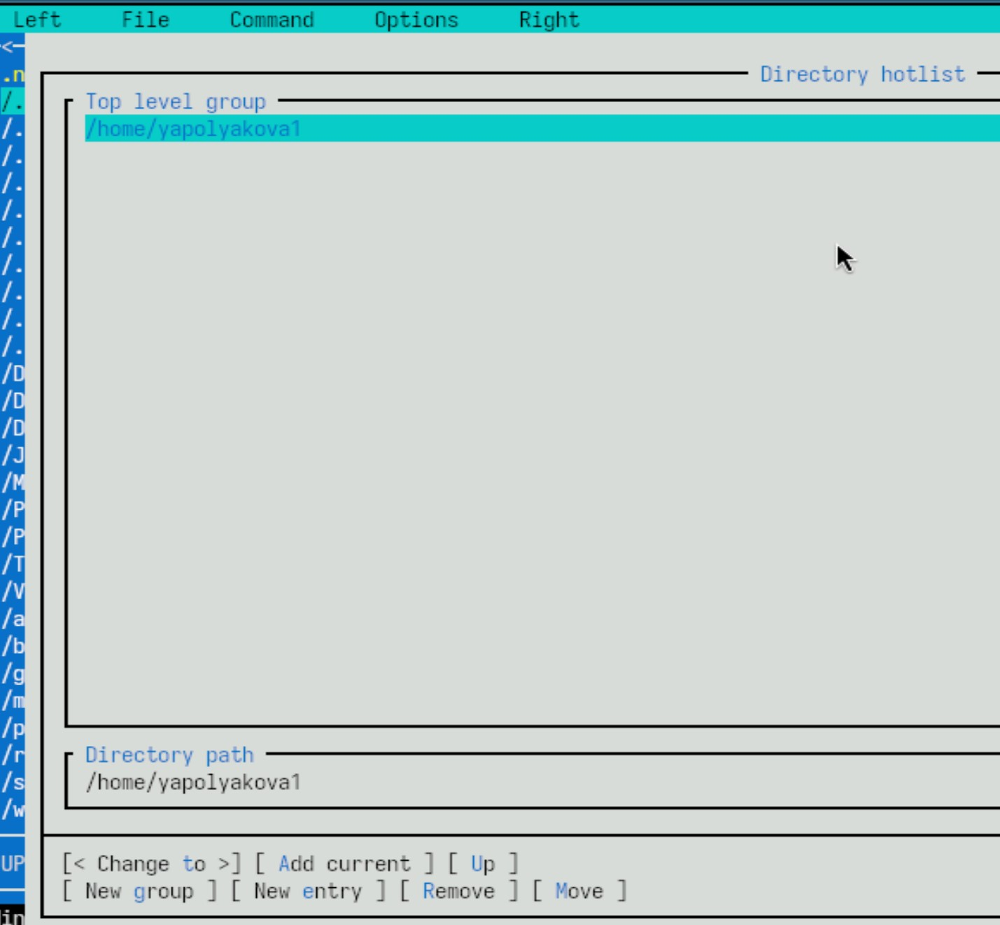 Left File Command Options Right
<
.n
/.
/.
/.
/.
/.
/.
/.
/.
/.
/.
/D
/D
/D
/J
/M
/P
/P
/T
/V
/a
/b
/g
/m
/p
/r
/s
/w
UP
in
Directory hotlist
Top level group
/home/yapolyakova1
Directory path
/home/yapolyakova1
[< Change to >] [ Add current ] [ Up ]
[ New group ] [ New entry ] [ Remove ] [ Move ]